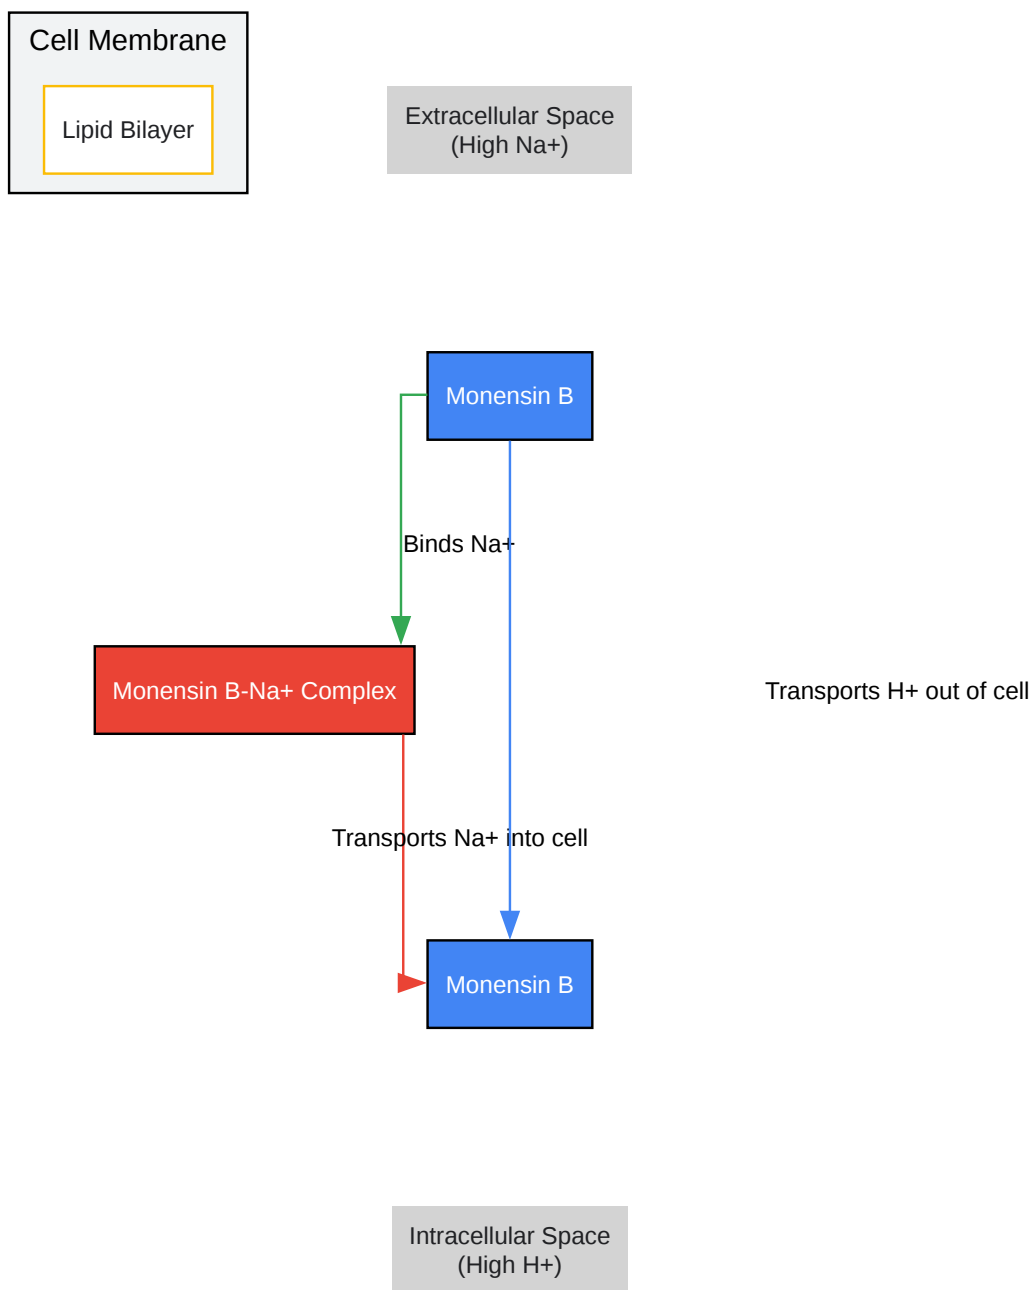 Cell Membrane
Lipid Bilayer
Extracellular Space
(High Na+)
Monensin B
Binds Na+
Monensin B-Na+ Complex
Transports H+ out of cell
Transports Na+ into cell
Monensin B
Intracellular Space
(High H+)